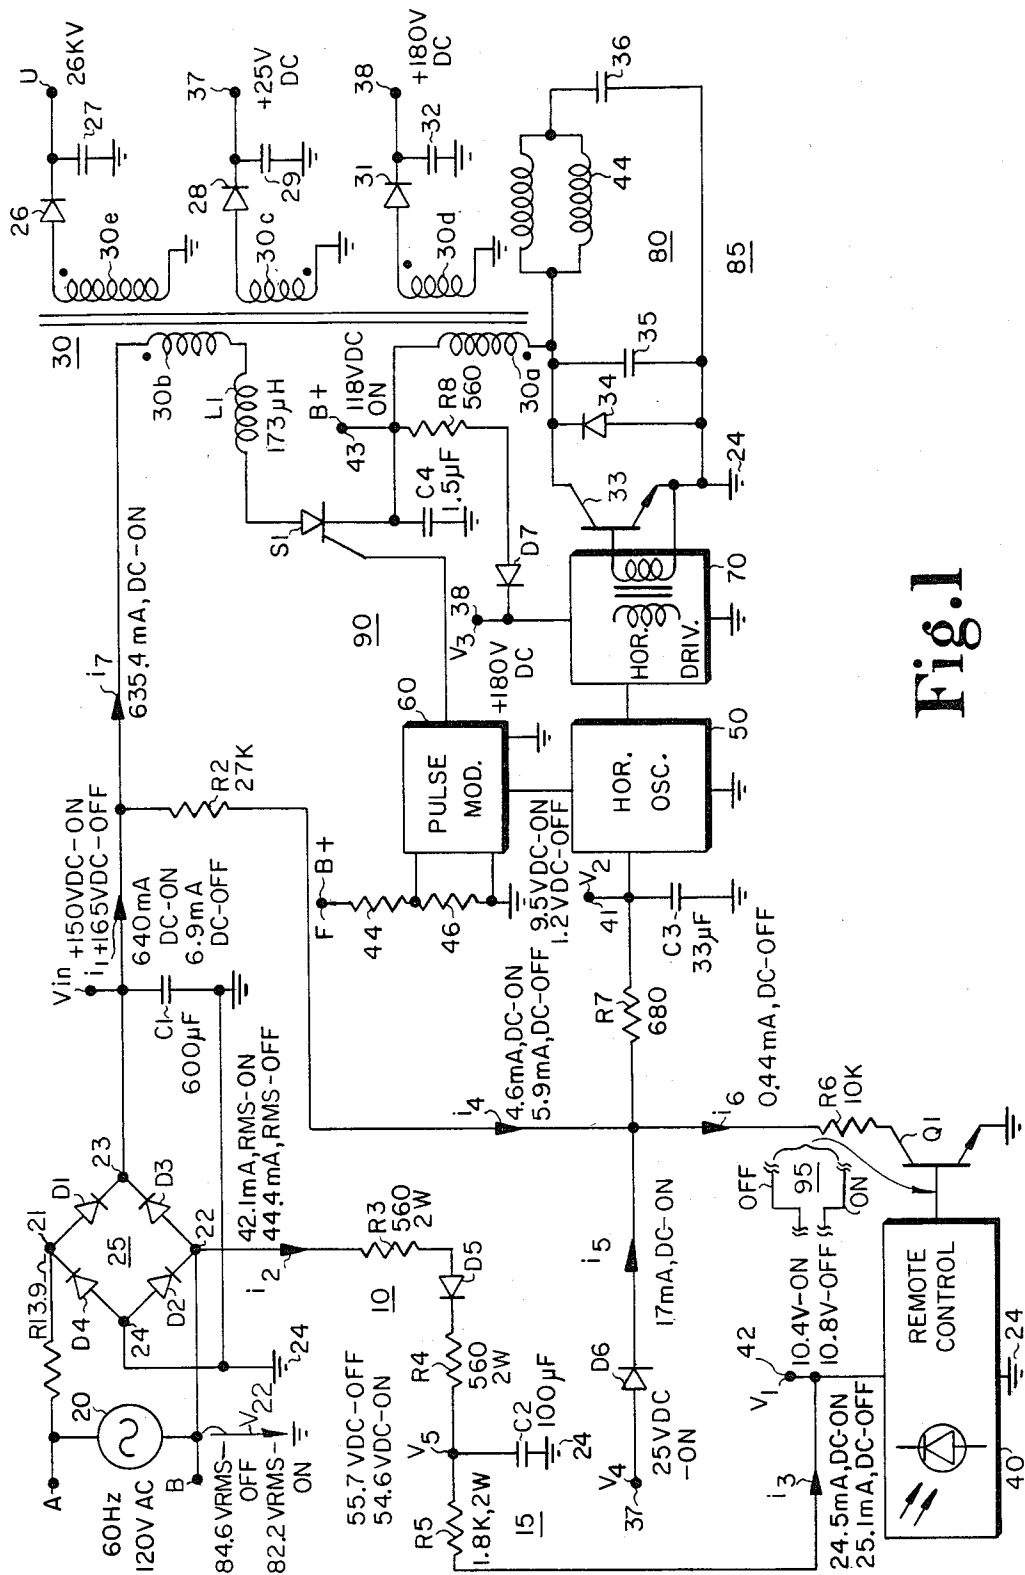 A
60Hz
120V AC
20
B
84.6 VRMS-
OFF
82.2 VRMS-
ON
V22
R1 3.9
21
D1
23
D4
25
D3
24
D2
22
24
Vin
i1
+150VDC-ON
+165VDC-OFF
640mA
DC-ON
6.9mA
DC-OFF
C1
600µF
i7
635.4 mA, DC-ON
R2
27K
30
30b
L1
173µH
S1
90
B+
43
118VDC
ON
C4
1.5µF
R8
560
30a
30e
26
27
U
26KV
30c
28
29
37
+25V
DC
30d
31
32
38
+180V
DC
42.1mA,RMS-ON
44.4mA,RMS-OFF
i2
10
R3
560
2W
D5
R4
560
2W
55.7 VDC-OFF
54.6VDC-ON
V5
C2
100µF
24
R5
1.8K,2W
15
i4
4.6mA,DC-ON
5.9mA,DC-OFF
F
B+
44
46
PULSE
MOD.
60
9.5VDC-ON
1.2VDC-OFF
V2
41
C3
33µF
R7
680
HOR.
OSC.
50
V3
38
+180V
DC
D7
HOR.
DRIV.
70
33
24
34
35
80
85
44
36
V4
37
25VDC
-ON
D6
i5
17mA,DC-ON
i6
0.44mA, DC-OFF
R6
10K
Q1
OFF
95
ON
V1
42
10.4V-ON
10.8V-OFF
i3
24.5mA,DC-ON
25.1mA,DC-OFF
REMOTE
CONTROL
40
24
Fig.1